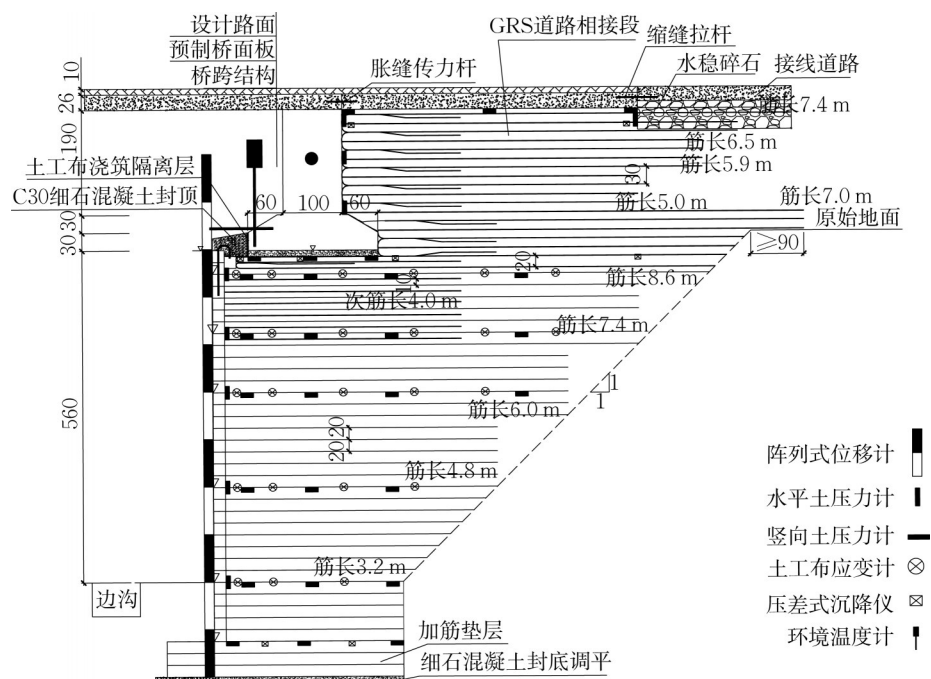 设计路面
预制桥面板
桥跨结构
胀缝传力杆
GRS道路相接段
缩缝拉杆
水稳碎石
接线道路
10
26
190
30
30
560
筋长7.4 m
筋长6.5 m
筋长5.9 m
30
土工布浇筑隔离层
C30细石混凝土封顶
60
100
60
筋长5.0 m
筋长7.0 m
原始地面
≥90
20
筋长8.6 m
10
次筋长4.0 m
筋长7.4 m
1
1
筋长6.0 m
20
20
筋长4.8 m
筋长3.2 m
边沟
加筋垫层
细石混凝土封底调平
阵列式位移计
水平土压力计
竖向土压力计
土工布应变计
压差式沉降仪
环境温度计